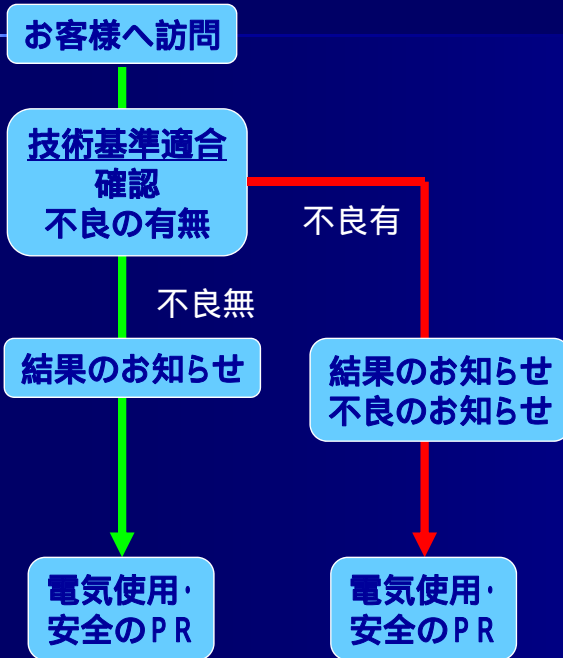 お客様へ訪問
技術基準適合
確認
不良の有無
不良有
不良無
結果のお知らせ
結果のお知らせ
不良のお知らせ
電気使用・
安全のPR
電気使用・
安全のPR